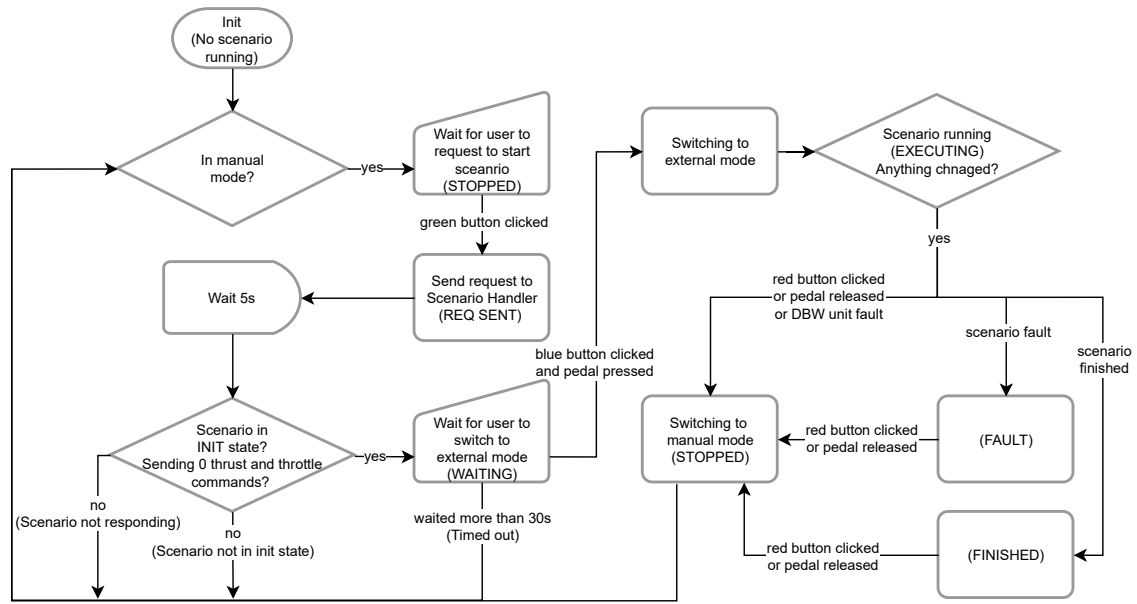 Init
(No scenario
running)
In manual
mode?
yes
Wait for user to
request to start
sceanrio
(STOPPED)
green button clicked
Send request to
Scenario Handler
(REQ SENT)
Wait 5s
Scenario in
INIT state?
Sending 0 thrust and throttle
commands?
no
(Scenario not responding)
no
(Scenario not in init state)
yes
Wait for user to
switch to
external mode
(WAITING)
waited more than 30s
(Timed out)
blue button clicked
and pedal pressed
Switching to
external mode
Scenario running
(EXECUTING)
Anything chnaged?
yes
red button clicked
or pedal released
or DBW unit fault
scenario fault
scenario
finished
Switching to
manual mode
(STOPPED)
red button clicked
or pedal released
(FAULT)
red button clicked
or pedal released
(FINISHED)